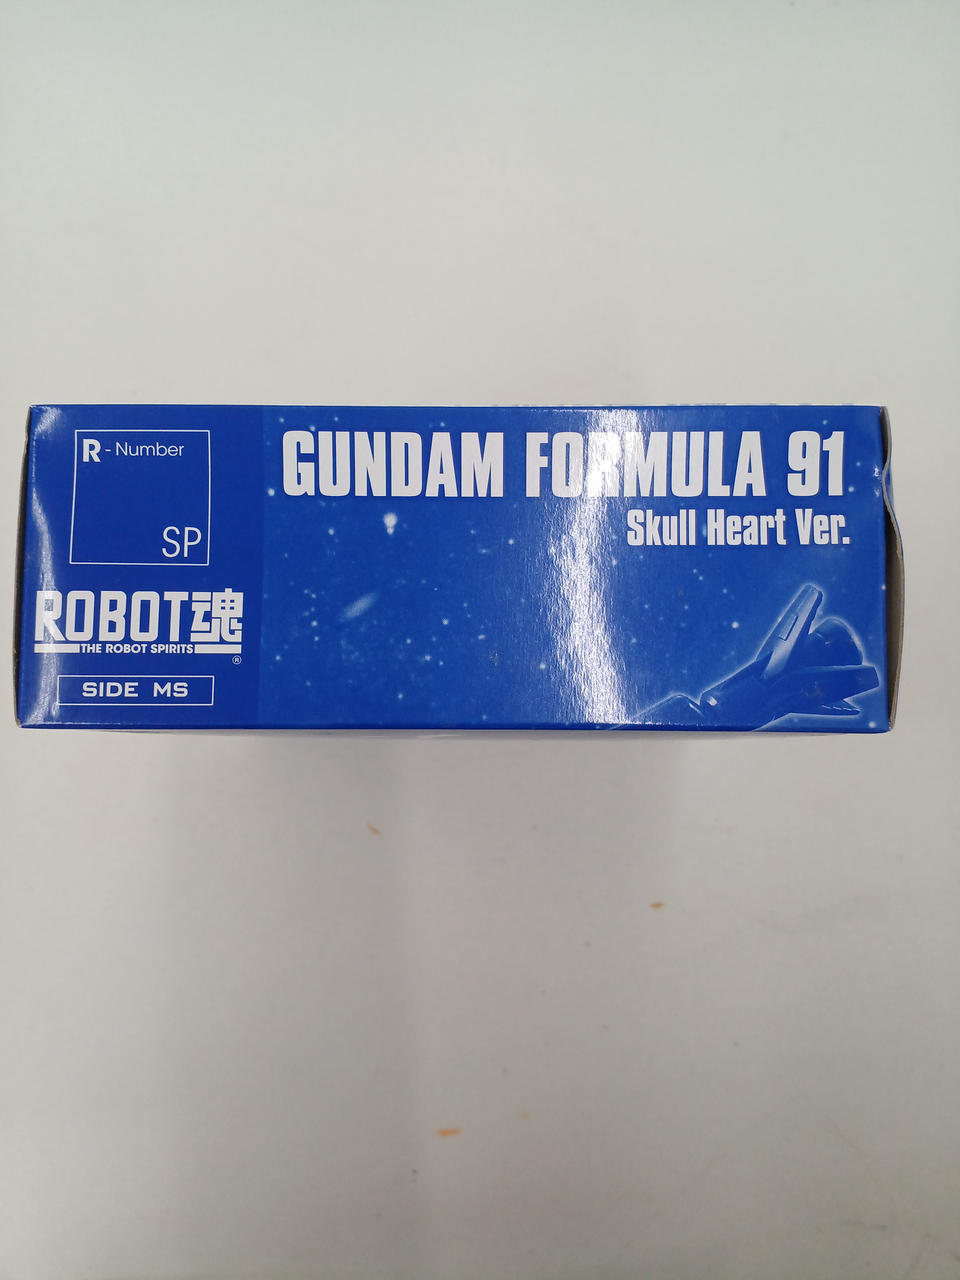 R - Number
SP
ROBOT魂
THE ROBOT SPIRITS
®
SIDE MS
GUNDAM FORMULA 91
Skull Heart Ver.